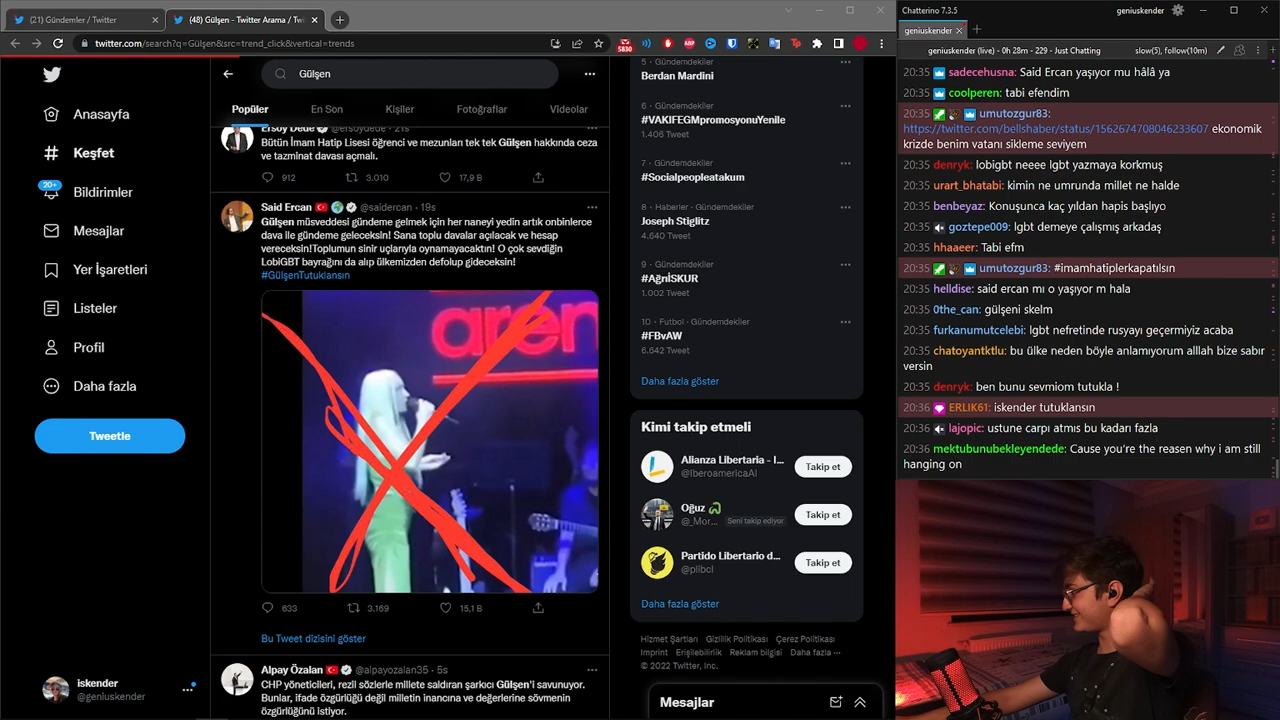 (21) Gündemler / Twitter
(48) Gülşen - Twitter Arama / Twi
twitter.com/search?q=Gülşen&src=trend_click&vertical=trends
5830
Anasayfa
Keşfet
20+
Bildirimler
Mesajlar
Yer İşaretleri
Listeler
Profil
Daha fazla
Tweetle
iskender
@geniuskender
Gülşen
Popüler
En Son
Kişiler
Fotoğraflar
Videolar
Ersoy Dede @ersoydede · 21s
Bütün İmam Hatip Lisesi öğrenci ve mezunları tek tek Gülşen hakkında ceza
ve tazminat davası açmalı.
912 3.010 17,9 B
Said Ercan @saidercan · 19s
Gülşen müsveddesi gündeme gelmek için her naneyi yedin artık onbinlerce
dava ile gündeme geleceksin! Sana toplu davalar açılacak ve hesap
vereceksin!Toplumun sinir uçlarıyla oynamayacaktın! O çok sevdiğin
LobiGBT bayrağını da alıp ülkemizden defolup gideceksin!
#GülşenTutuklansın
aren
633 3.169 15,1 B
Bu Tweet dizisini göster
Alpay Özalan @alpayozalan35 · 5s
CHP yöneticileri, rezil sözlerle millete saldıran şarkıcı Gülşen'i savunuyor.
Bunlar, ifade özgürlüğü değil milletin inancına ve değerlerine sövmenin
özgürlüğünü istiyor.
5 · Gündemdekiler
Berdan Mardini
6 · Gündemdekiler
#VAKIFEGMpromosyonuYenile
1.406 Tweet
7 · Gündemdekiler
#Socialpeopleatakum
8 · Haberler · Gündemdekiler
Joseph Stiglitz
4.640 Tweet
9 · Gündemdekiler
#AğrıİSKUR
1.002 Tweet
10 · Futbol · Gündemdekiler
#FBvAW
6.642 Tweet
Daha fazla göster
Kimi takip etmeli
Alianza Libertaria - I...
@IberoamericaAl
Takip et
Oğuz
@_Mor... Seni takip ediyor
Takip et
Partido Libertario d...
@plibcl
Takip et
Daha fazla göster
Hizmet Şartları Gizlilik Politikası Çerez Politikası
Imprint Erişilebilirlik Reklam bilgisi Daha fazla ···
© 2022 Twitter, Inc.
Mesajlar
Chatterino 7.3.5
geniuskender
geniuskender
geniuskender (live) - 0h 28m - 229 - Just Chatting
slow(5), follow(10m)
20:35 sadecehusna: Said Ercan yaşıyor mu hâlâ ya
20:35 coolperen: tabi efendim
20:35 umutozgur83:
https://twitter.com/bellshaber/status/1562674708046233607 ekonomik
krizde benim vatanı sikleme seviyem
20:35 denryk: lobigbt neeee lgbt yazmaya korkmuş
20:35 urart_bhatabi: kimin ne umrunda millet ne halde
20:35 benbeyaz: Konuşunca kaç yıldan hapis başlıyo
20:35 goztepe009: lgbt demeye çalışmış arkadaş
20:35 hhaaeer: Tabi efm
20:35 umutozgur83: #imamhatiplerkapatılsın
20:35 helldise: said ercan mı o yaşıyor m hala
20:35 0the_can: gülşeni skelm
20:35 furkanumutcelebi: lgbt nefretinde rusyayı geçermiyiz acaba
20:35 chatoyantktlu: bu ülke neden böyle anlamıyorum alllah bize sabır
versin
20:35 denryk: ben bunu sevmiom tutukla !
20:36 ERLIK61: iskender tutuklansın
20:36 lajopic: ustune carpı atmıs bu kadarı fazla
20:36 mektubunubekleyendede: Cause you're the reasen why i am still
hanging on